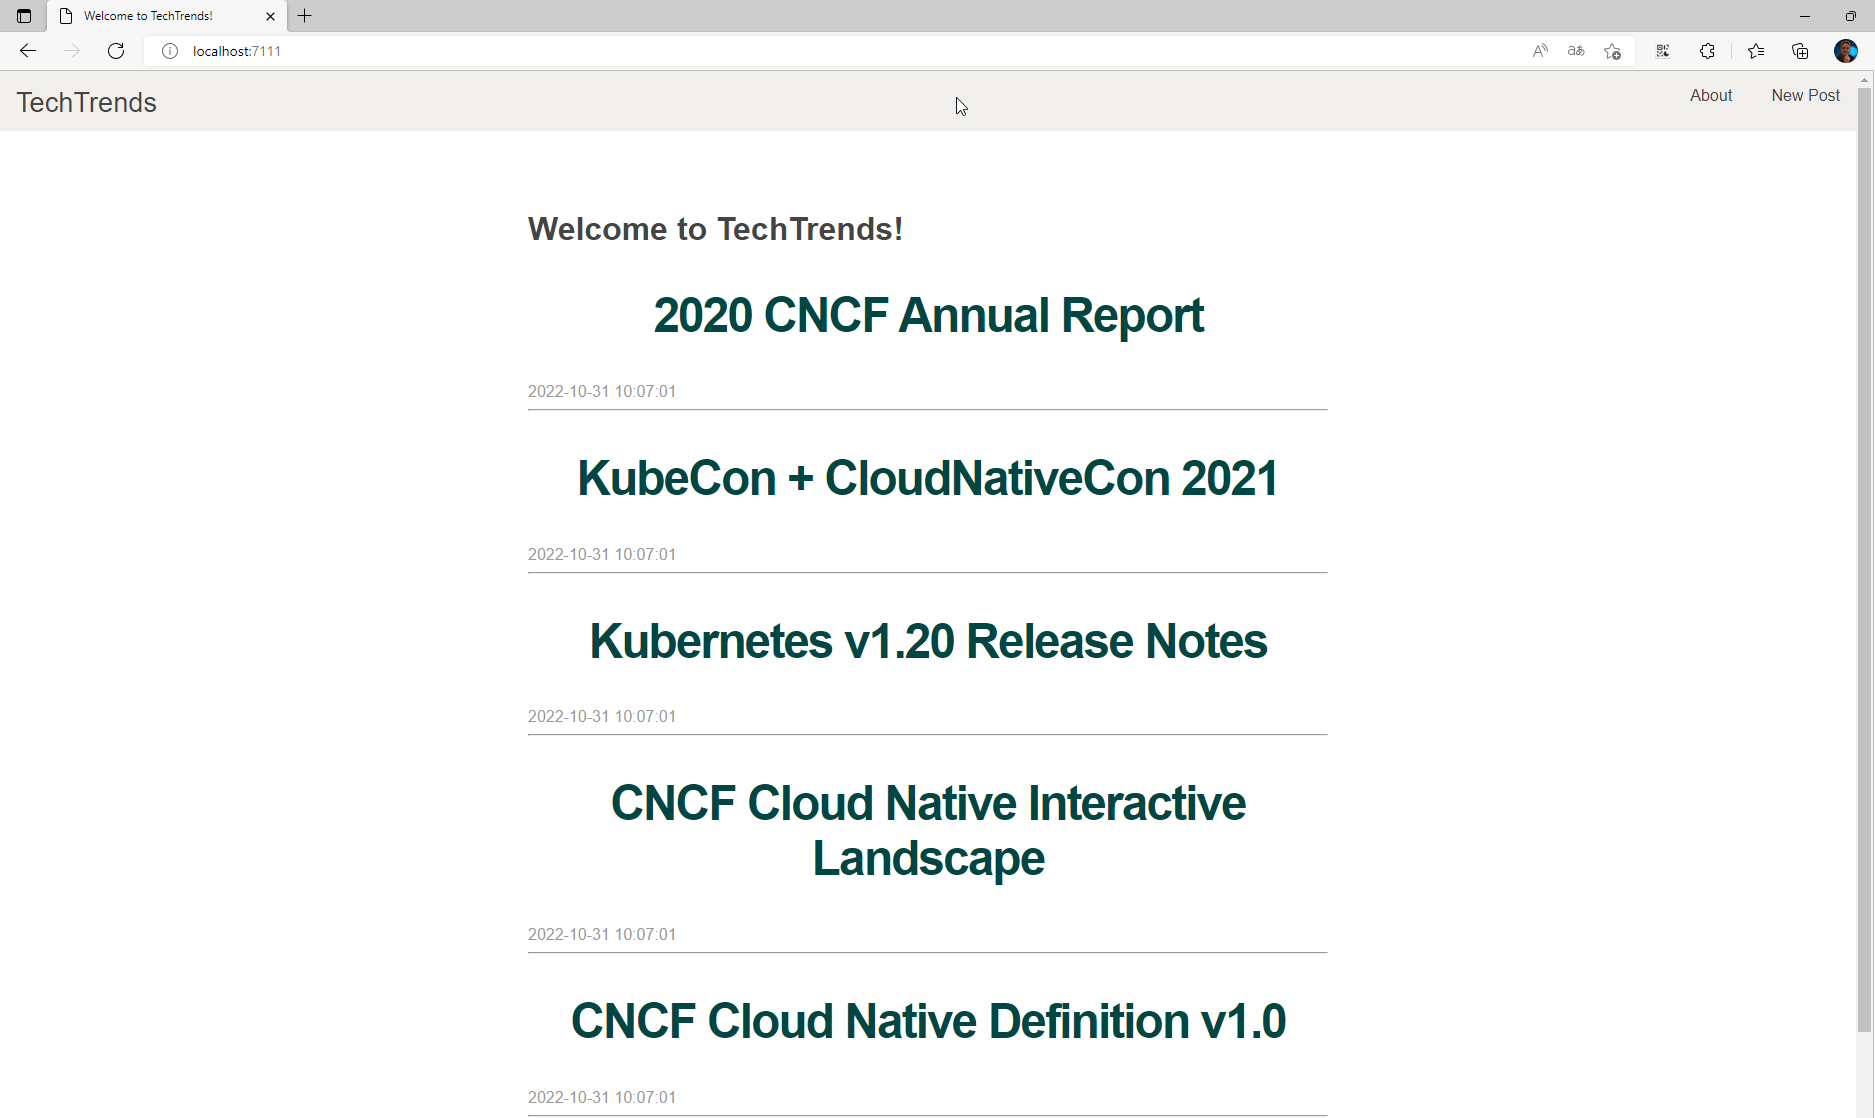 Welcome to TechTrends!
localhost:7111
TechTrends
About
New Post
Welcome to TechTrends!
2020 CNCF Annual Report
2022-10-31 10:07:01
KubeCon + CloudNativeCon 2021
2022-10-31 10:07:01
Kubernetes v1.20 Release Notes
2022-10-31 10:07:01
CNCF Cloud Native Interactive
Landscape
2022-10-31 10:07:01
CNCF Cloud Native Definition v1.0
2022-10-31 10:07:01